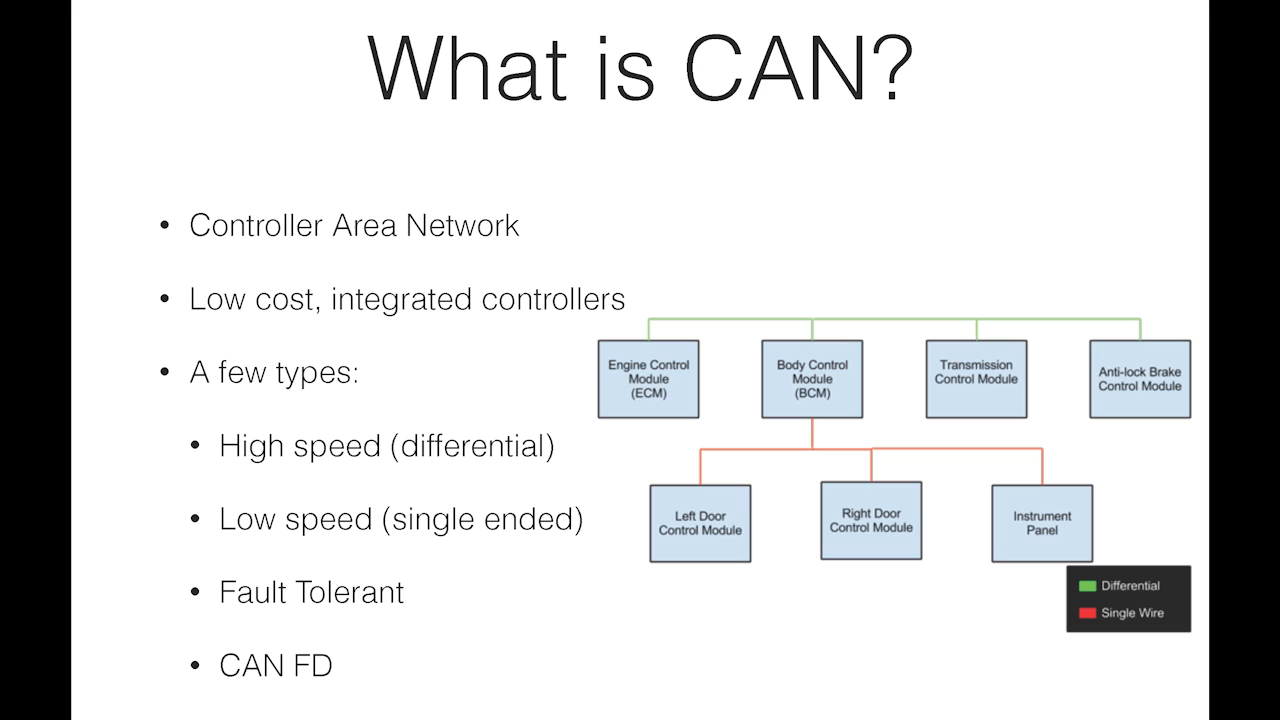 What is CAN?
• Controller Area Network
• Low cost, integrated controllers
• A few types:
• High speed (differential)
• Low speed (single ended)
• Fault Tolerant
• CAN FD
Engine Control
Module
(ECM)
Body Control
Module
(BCM)
Transmission
Control Module
Anti-lock Brake
Control Module
Left Door
Control Module
Right Door
Control Module
Instrument
Panel
Differential
Single Wire